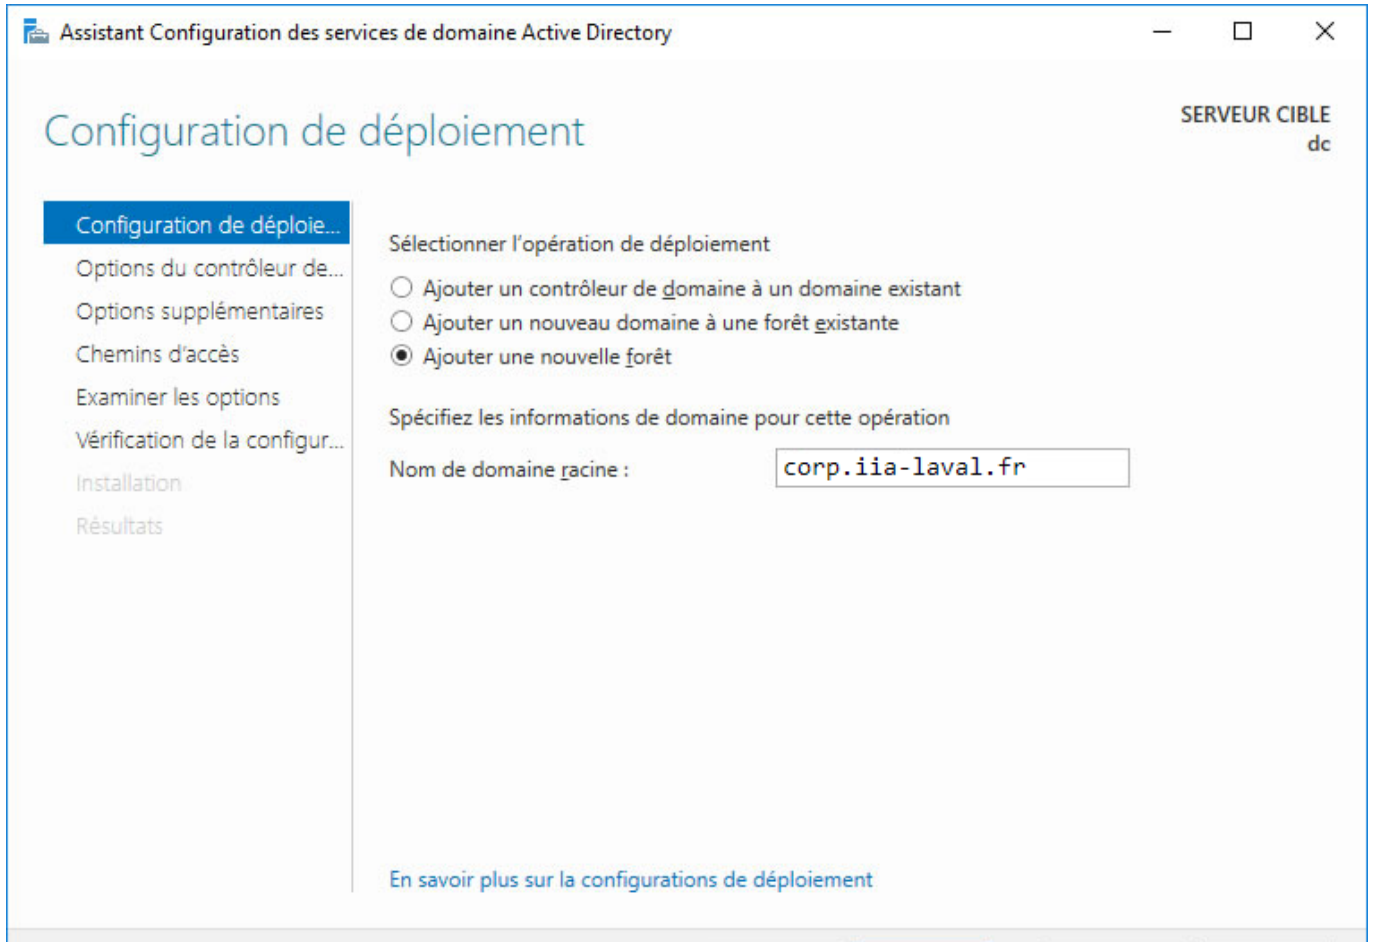 Assistant Configuration des services de domaine Active Directory
Configuration de déploiement
SERVEUR CIBLE
dc
Configuration de déploie...
Options du contrôleur de...
Options supplémentaires
Chemins d'accès
Examiner les options
Vérification de la configur...
Installation
Résultats
Sélectionner l'opération de déploiement
Ajouter un contrôleur de domaine à un domaine existant
Ajouter un nouveau domaine à une forêt existante
Ajouter une nouvelle forêt
Spécifiez les informations de domaine pour cette opération
Nom de domaine racine : corp.iia-laval.fr
En savoir plus sur la configurations de déploiement